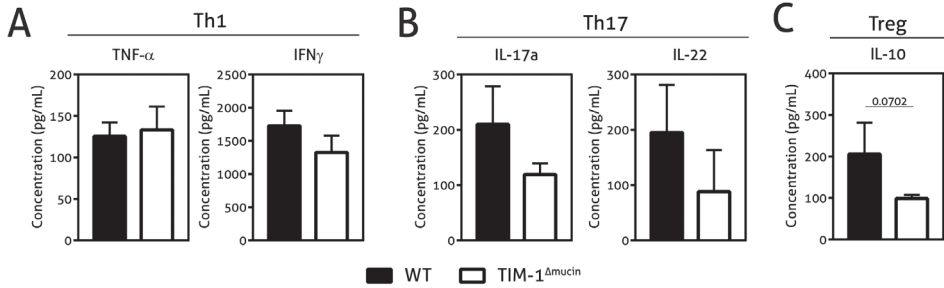 A
Th1
TNF-α
Concentration (pg/mL)
200
150
100
50
0
IFNγ
Concentration (pg/mL)
2500
2000
1500
1000
500
0
B
Th17
IL-17a
Concentration (pg/mL)
300
200
100
0
IL-22
Concentration (pg/mL)
300
200
100
0
C
Treg
IL-10
Concentration (pg/mL)
400
300
200
100
0
0.0702
WT
TIM-1Δmucin